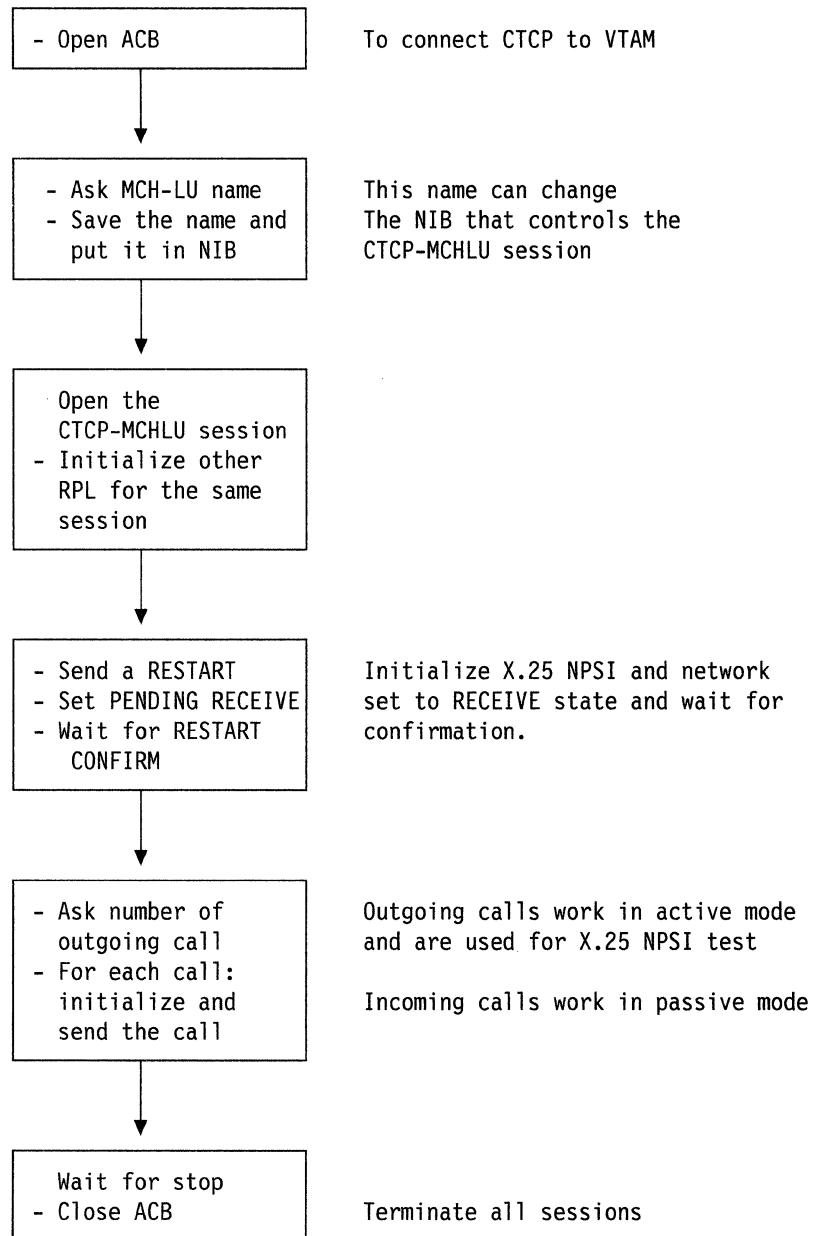 - Open ACB
To connect CTCP to VTAM
- Ask MCH-LU name
- Save the name and
put it in NIB
This name can change
The NIB that controls the
CTCP-MCHLU session
Open the
CTCP-MCHLU session
- Initialize other
RPL for the same
session
- Send a RESTART
- Set PENDING RECEIVE
- Wait for RESTART
CONFIRM
Initialize X.25 NPSI and network
set to RECEIVE state and wait for
confirmation.
- Ask number of
outgoing call
- For each call:
initialize and
send the call
Outgoing calls work in active mode
and are used for X.25 NPSI test
Incoming calls work in passive mode
Wait for stop
- Close ACB
Terminate all sessions